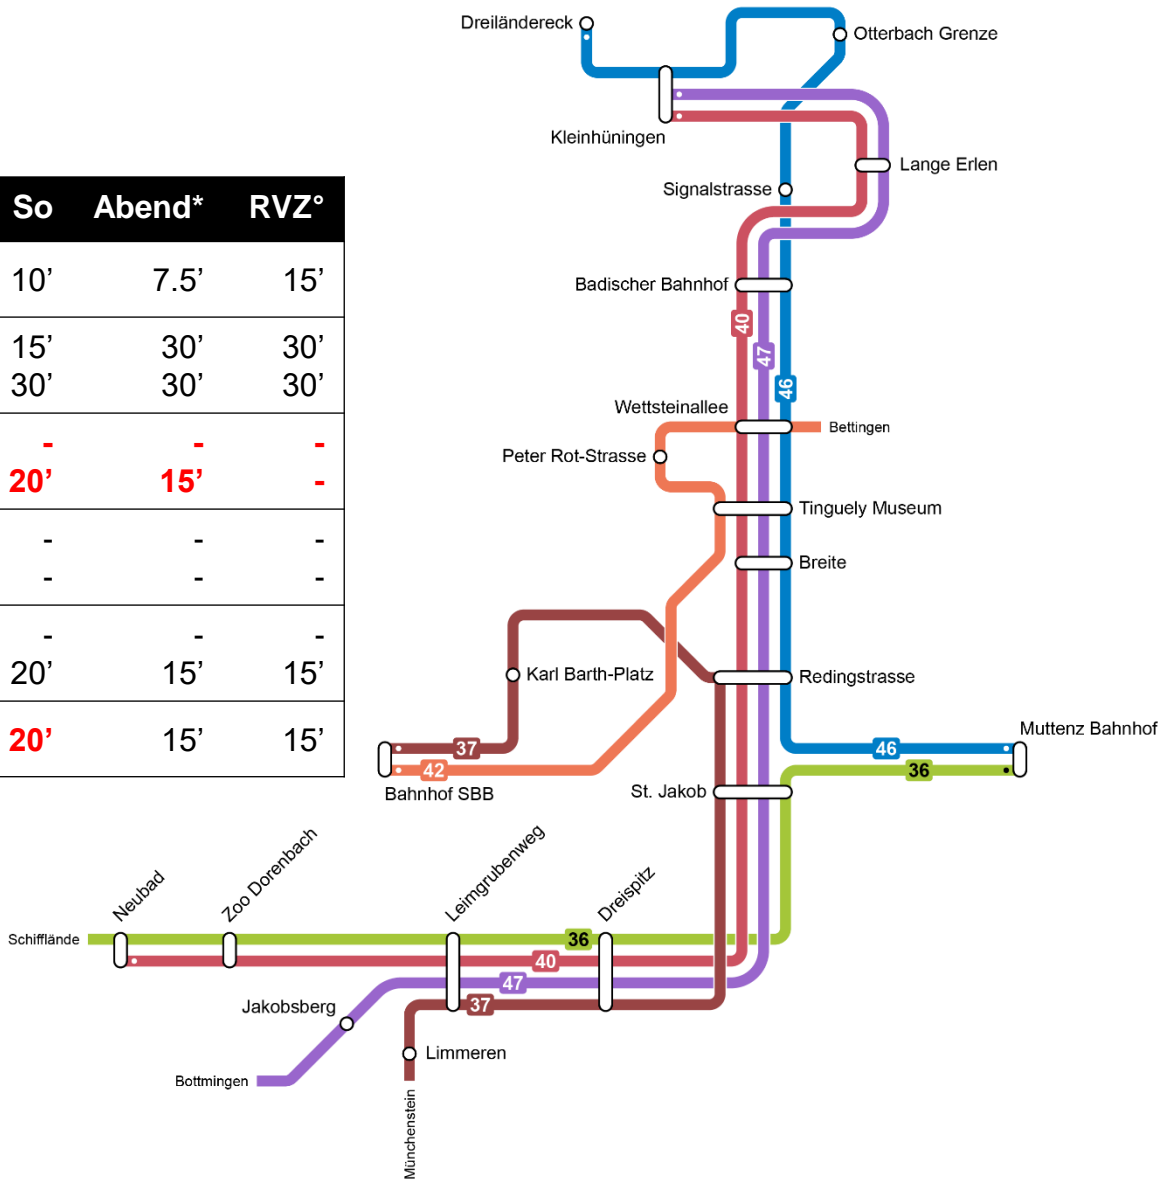 So Abend* RVZ°
10’ 7.5’ 15’
15’ 30’ 30’
30’ 30’ 30’
- - -
20’ 15’ -
- - -
- - -
- - -
20’ 15’ 15’
20’ 15’ 15’
Dreiländereck
Otterbach Grenze
Kleinhüningen
Lange Erlen
Signalstrasse
Badischer Bahnhof
40
47
46
Wettsteinallee
Bettingen
Peter Rot-Strasse
Tinguely Museum
Breite
Karl Barth-Platz
Redingstrasse
Muttenz Bahnhof
37
46
42
36
Bahnhof SBB
St. Jakob
Neubad
Zoo Dorenbach
Leimgrubenweg
Dreispitz
Schifflände
36
40
47
37
Jakobsberg
Limmeren
Bottmingen
Münchenstein